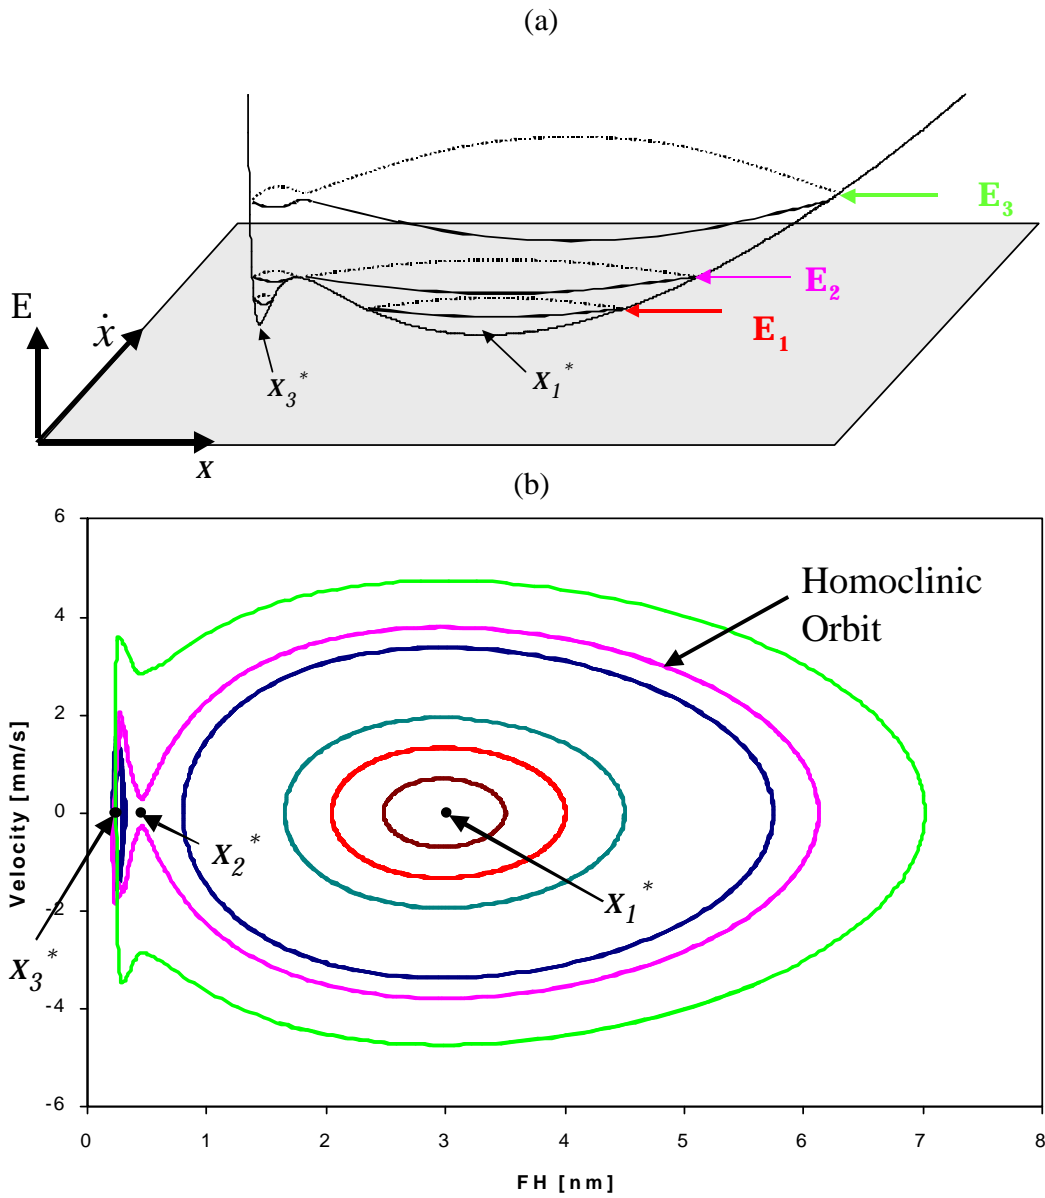 (a)
E₃
E₂
E₁
E
ẋ
x₃*
x₁*
x
(b)
6
4
2
0
-2
-4
-6
Velocity [mm/s]
Homoclinic
Orbit
x₂*
x₁*
x₃*
0 1 2 3 4 5 6 7 8
FH [nm]